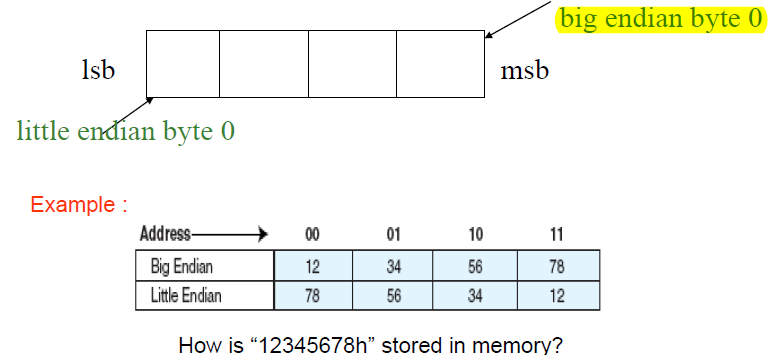 big endian byte 0
lsb msb
little endian byte 0
Example :
Address 00 01 10 11
Big Endian 12 34 56 78
Little Endian 78 56 34 12
How is “12345678h” stored in memory?